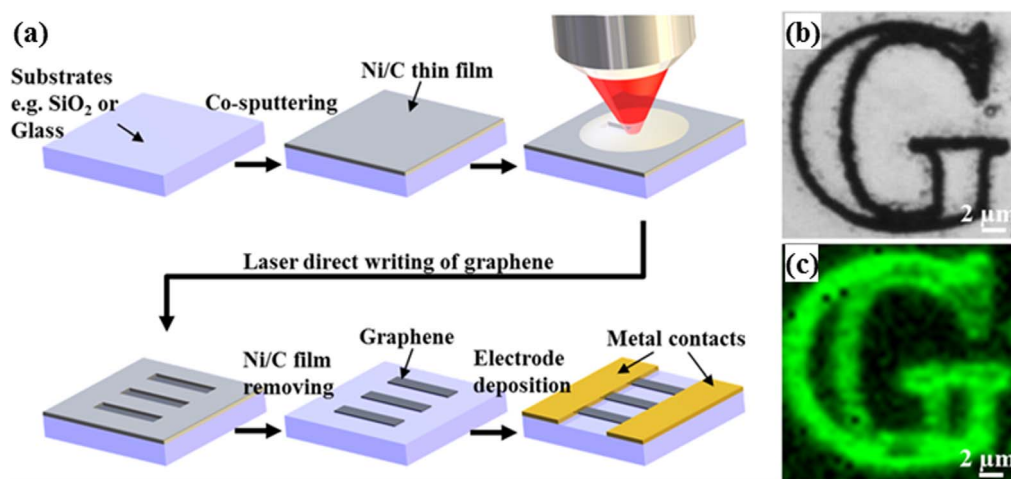 (a)
Substrates
e.g. SiO₂ or
Glass
Co-sputtering
Ni/C thin film
Laser direct writing of graphene
Ni/C film
removing
Graphene
Electrode
deposition
Metal contacts
(b)
G
2 μm
(c)
G
2 μm